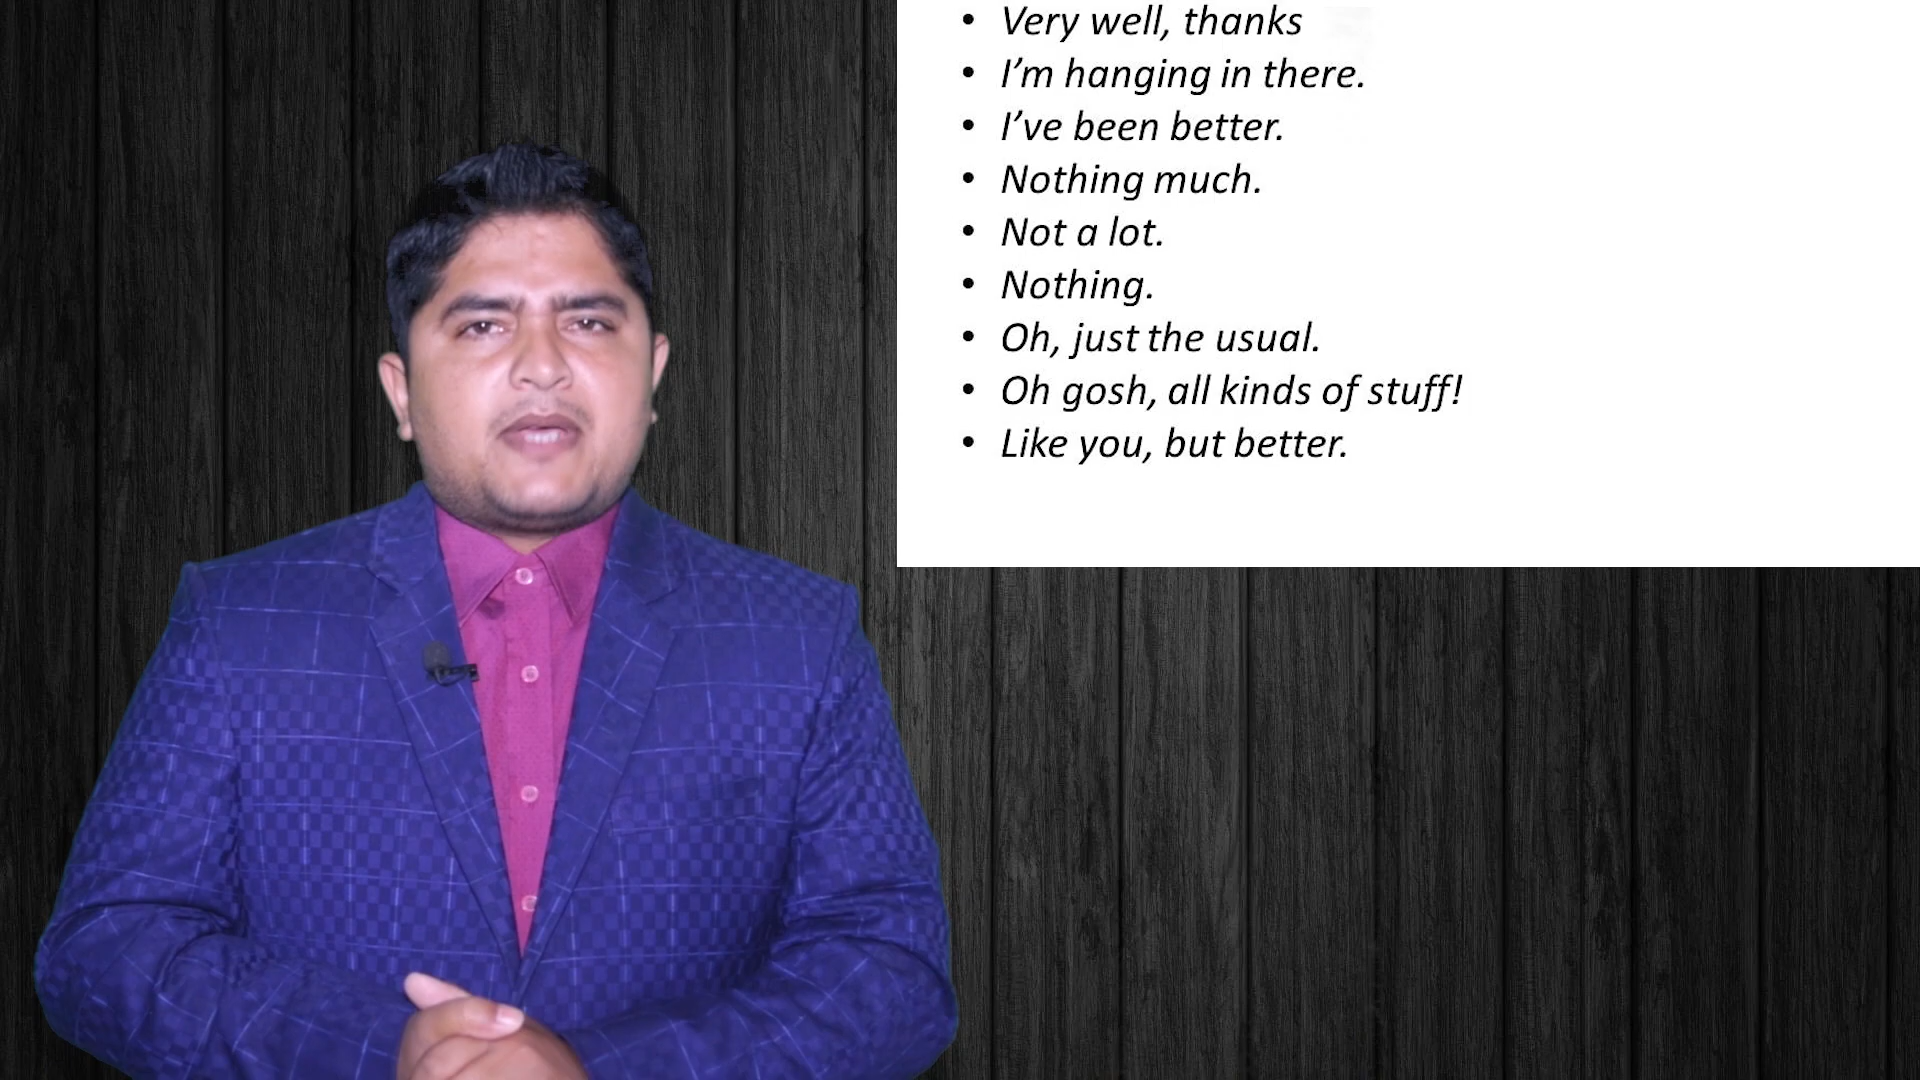 • Very well, thanks
• I’m hanging in there.
• I’ve been better.
• Nothing much.
• Not a lot.
• Nothing.
• Oh, just the usual.
• Oh gosh, all kinds of stuff!
• Like you, but better.